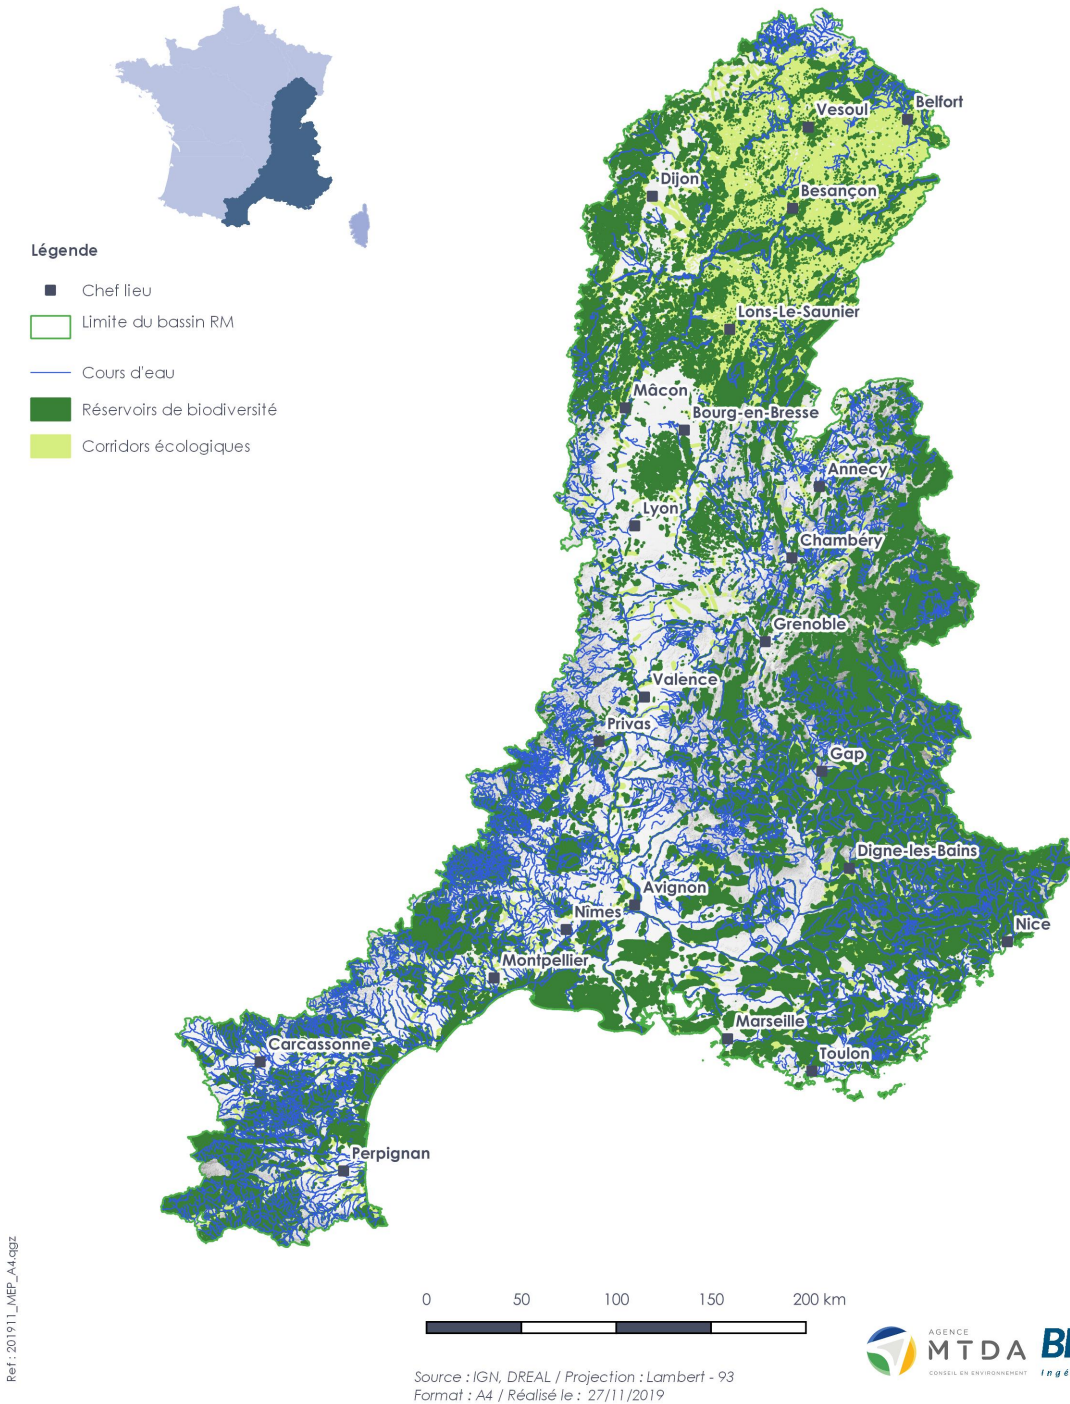 Légende
Chef lieu
Limite du bassin RM
Cours d'eau
Réservoirs de biodiversité
Corridors écologiques
Belfort
Vesoul
Dijon
Besançon
Lons-Le-Saunier
Mâcon
Bourg-en-Bresse
Annecy
Lyon
Chambéry
Grenoble
Valence
Privas
Gap
Digne-les-Bains
Avignon
Nîmes
Nice
Montpellier
Marseille
Carcassonne
Toulon
Perpignan
Ref : 201911_MEP_A4.qgz
0 50 100 150 200 km
Source : IGN, DREAL / Projection : Lambert - 93
Format : A4 / Réalisé le : 27/11/2019
AGENCE
MTDA
CONSEIL EN ENVIRONNEMENT